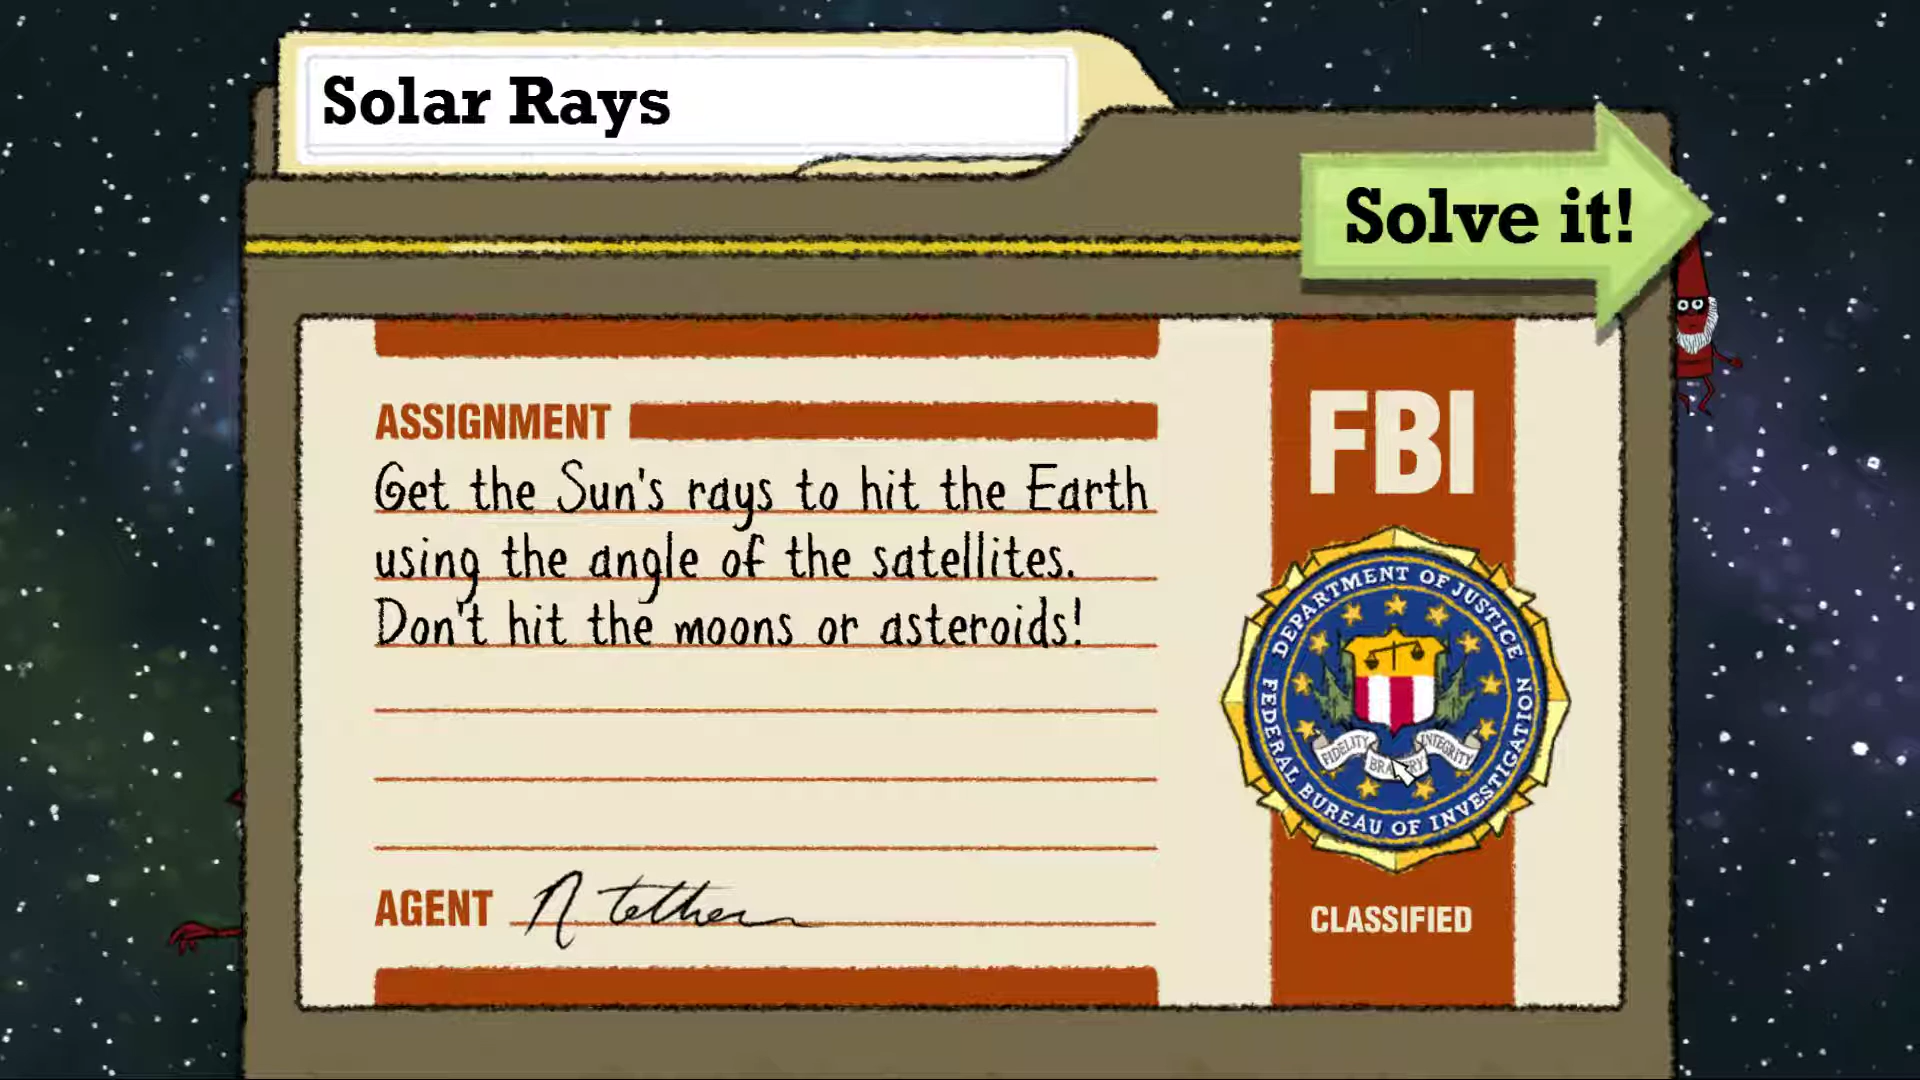 Solar Rays
Solve it!
ASSIGNMENT
Get the Sun's rays to hit the Earth
using the angle of the satellites.
Don't hit the moons or asteroids!
FBI
DEPARTMENT OF JUSTICE
FEDERAL BUREAU OF INVESTIGATION
FIDELITY
INTEGRITY
AGENT
CLASSIFIED